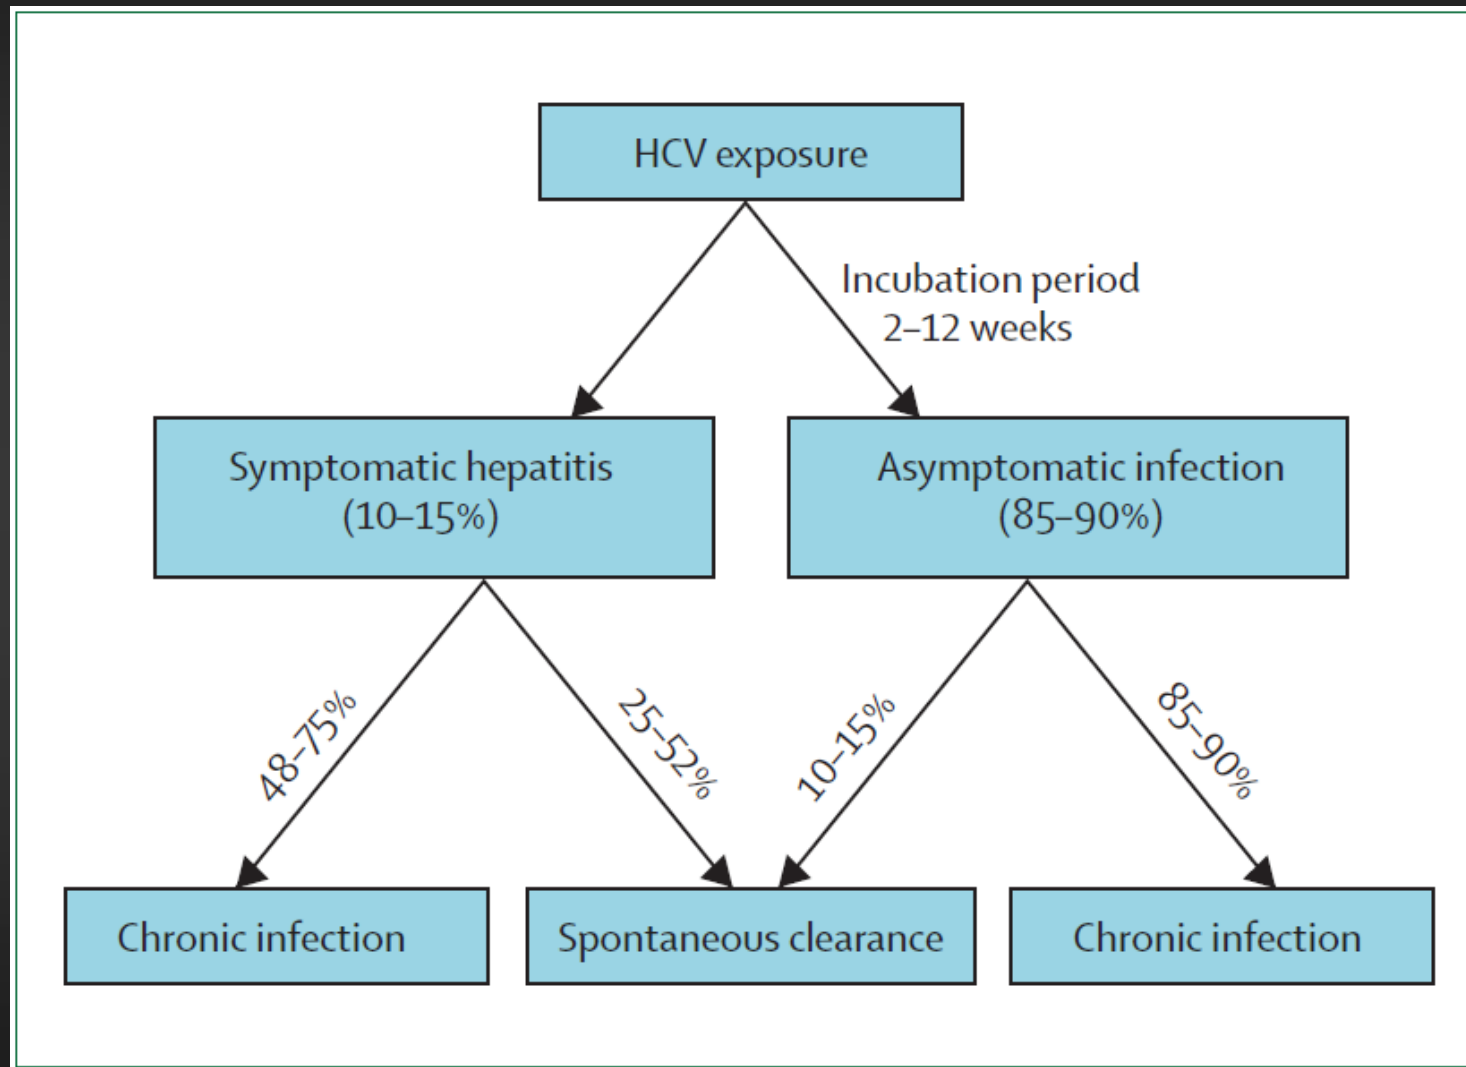 HCV exposure
Incubation period
2–12 weeks
Symptomatic hepatitis
(10–15%)
Asymptomatic infection
(85–90%)
48–75%
25–52%
10–15%
85–90%
Chronic infection
Spontaneous clearance
Chronic infection